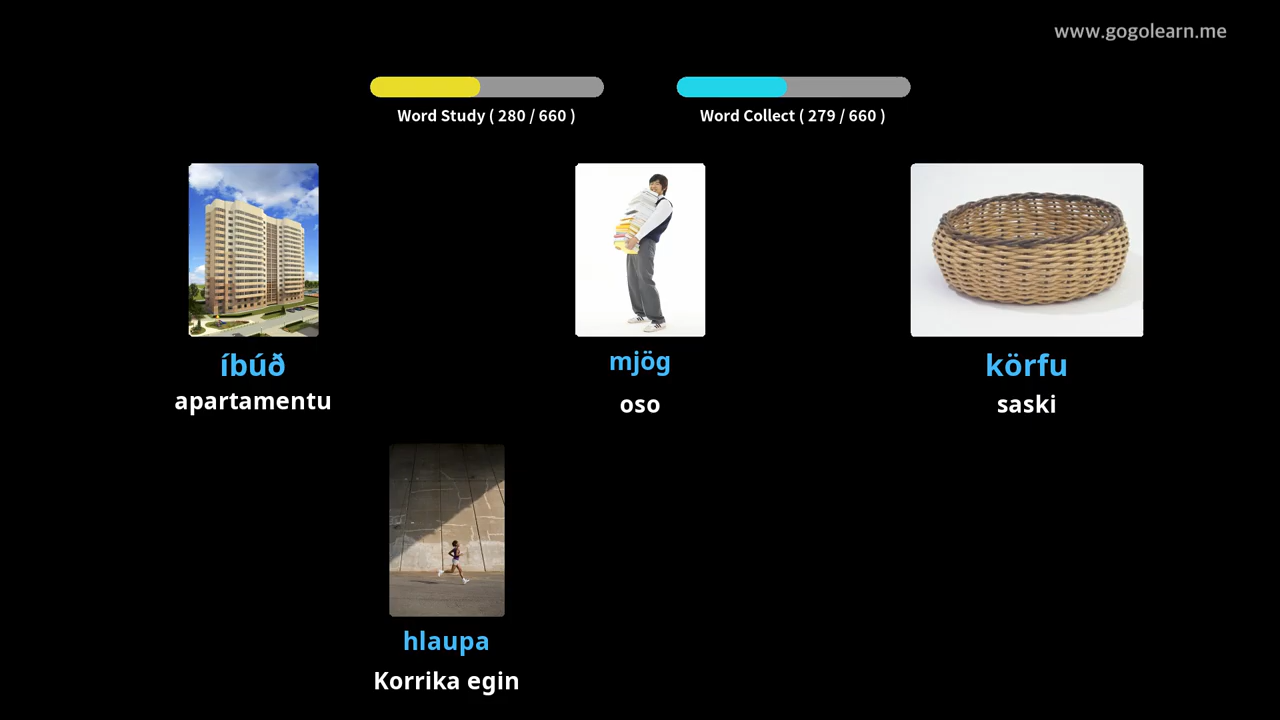 www.gogolearn.me
Word Study ( 280 / 660 )
Word Collect ( 279 / 660 )
íbúð
apartamentu
mjög
oso
körfu
saski
hlaupa
Korrika egin